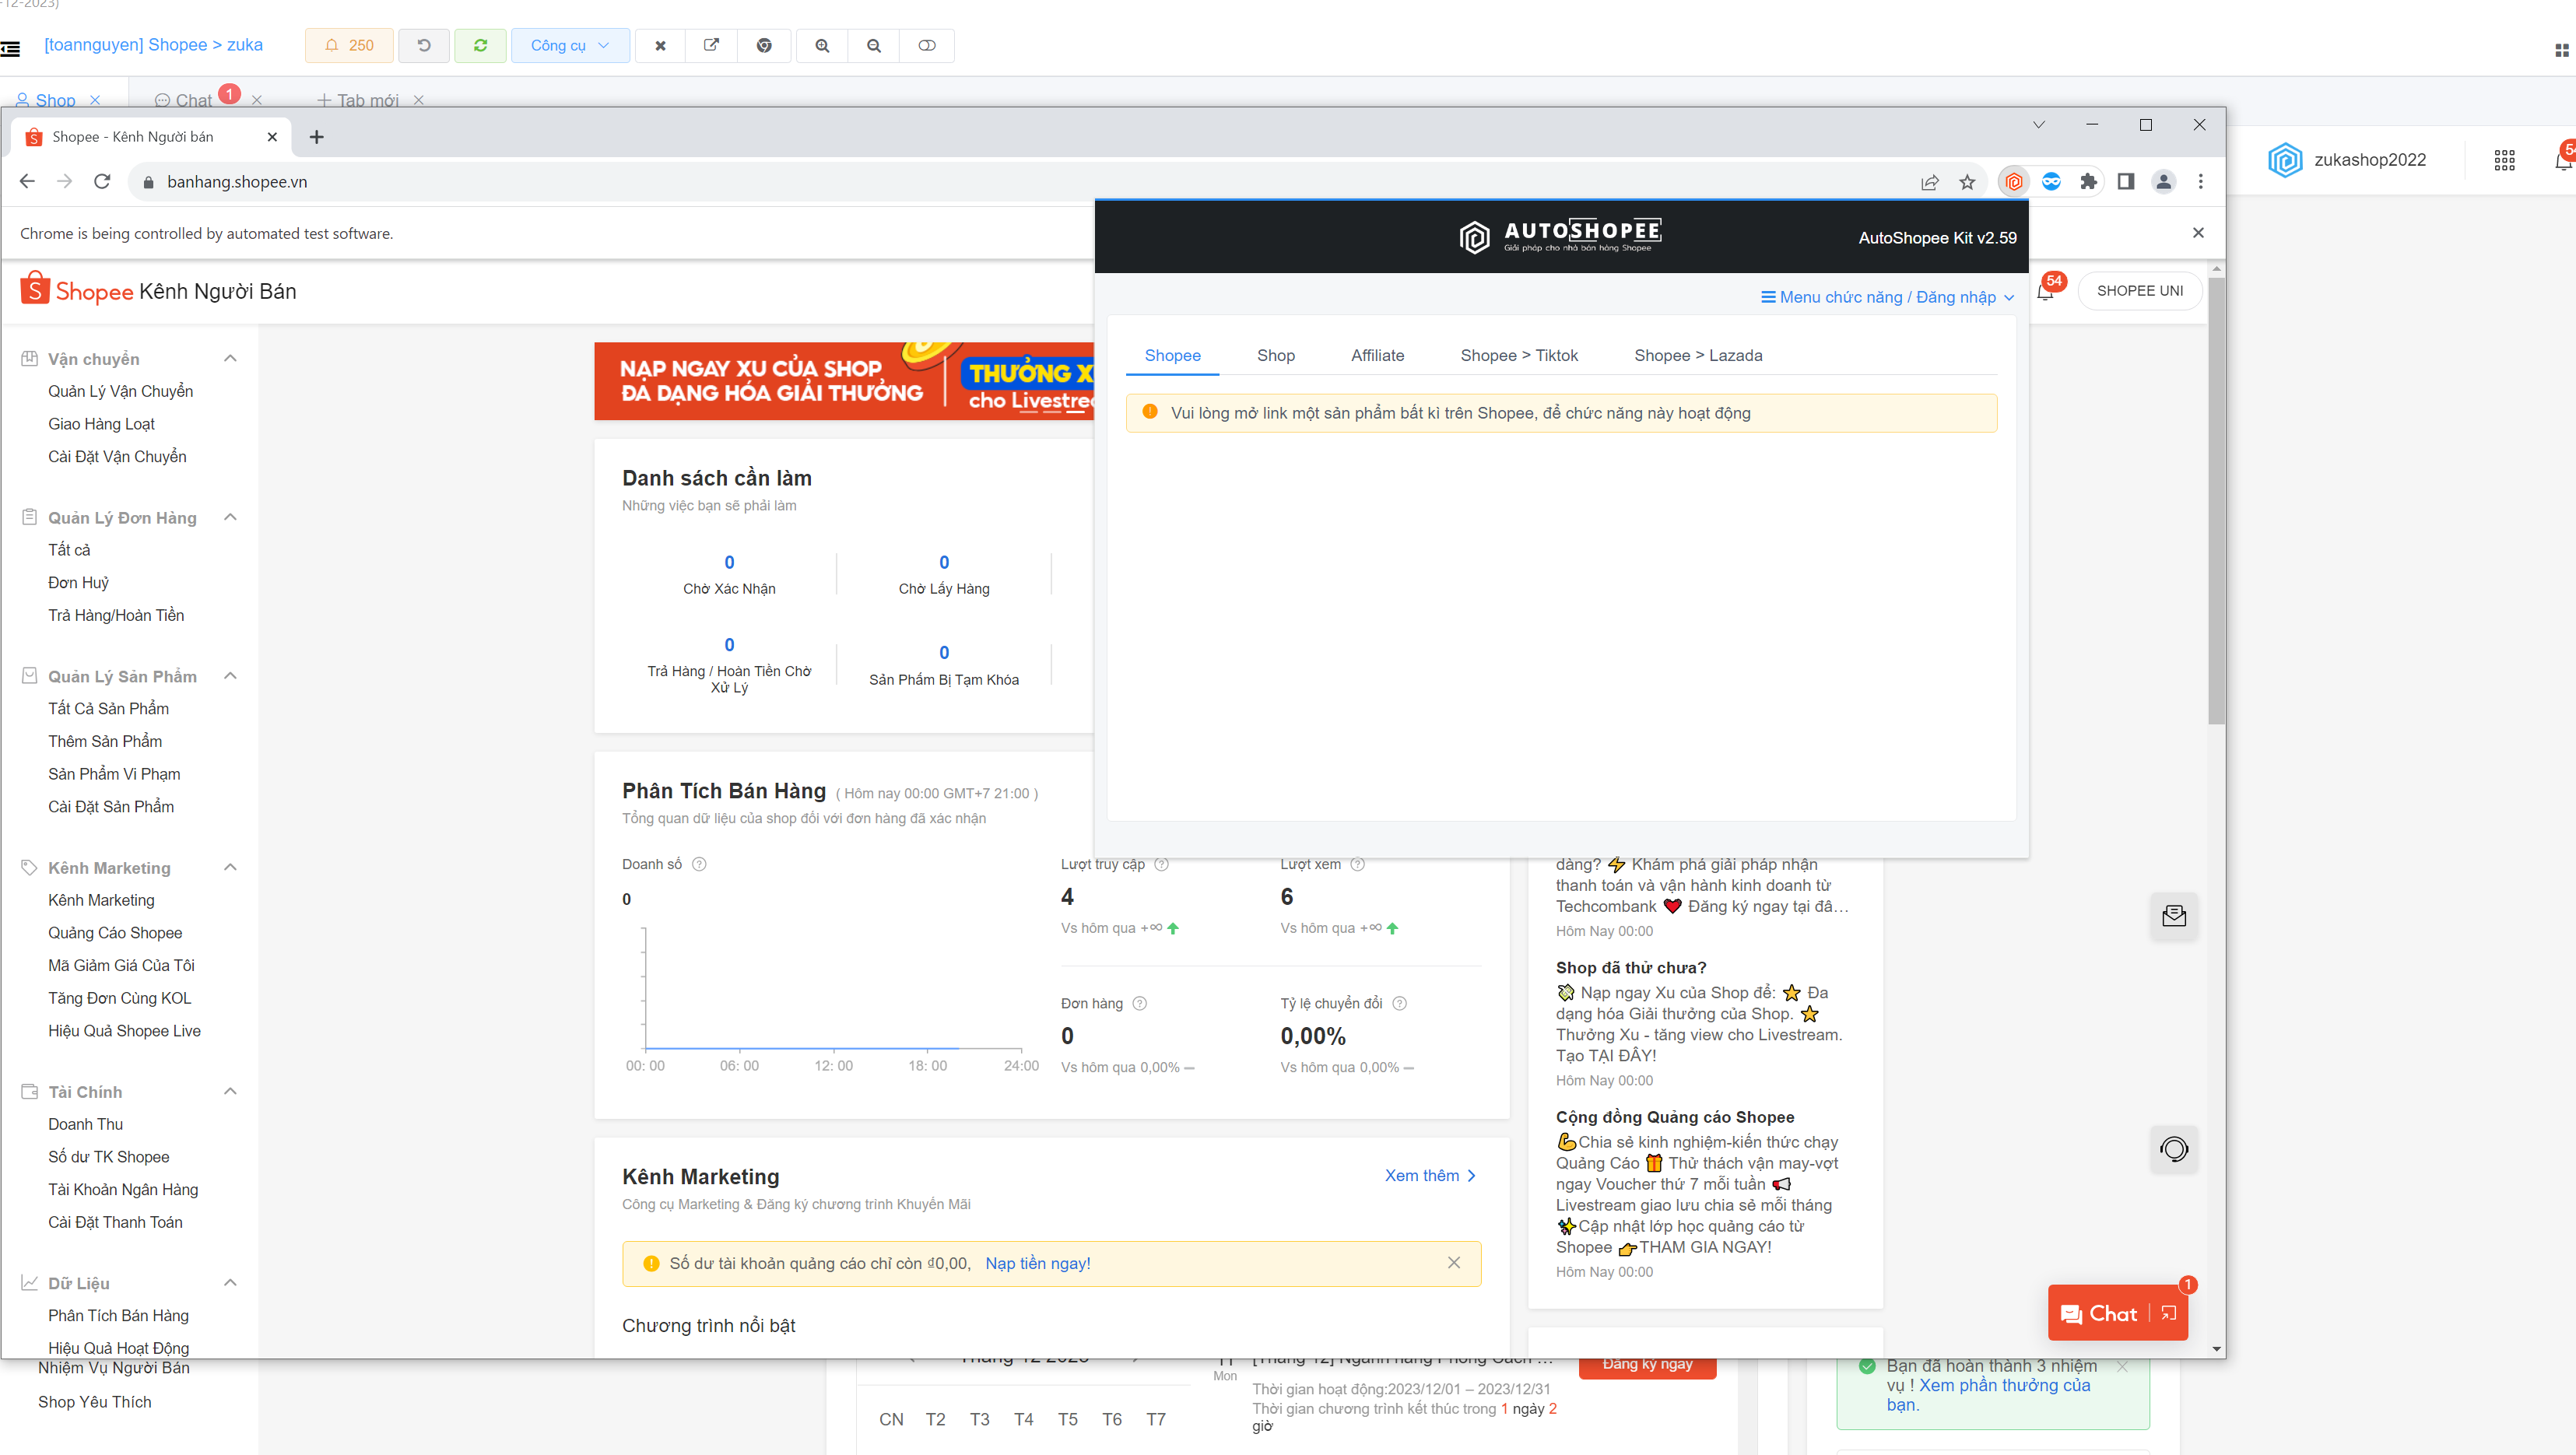 -12-2023)
[toannguyen] Shopee > zuka
250
Công cụ
Shop
Chat
1
Tab mới
Shopee - Kênh Người bán
banhang.shopee.vn
zukashop2022
54
Chrome is being controlled by automated test software.
AUTOSHOPEE
Giải pháp cho nhà bán hàng Shopee
AutoShopee Kit v2.59
Shopee Kênh Người Bán
Menu chức năng / Đăng nhập
54
SHOPEE UNI
Shopee
Shop
Affiliate
Shopee > Tiktok
Shopee > Lazada
Vui lòng mở link một sản phẩm bất kì trên Shopee, để chức năng này hoạt động
Vận chuyển
Quản Lý Vận Chuyển
Giao Hàng Loạt
Cài Đặt Vận Chuyển
Quản Lý Đơn Hàng
Tất cả
Đơn Huỷ
Trả Hàng/Hoàn Tiền
Quản Lý Sản Phẩm
Tất Cả Sản Phẩm
Thêm Sản Phẩm
Sản Phẩm Vi Phạm
Cài Đặt Sản Phẩm
Kênh Marketing
Kênh Marketing
Quảng Cáo Shopee
Mã Giảm Giá Của Tôi
Tăng Đơn Cùng KOL
Hiệu Quả Shopee Live
Tài Chính
Doanh Thu
Số dư TK Shopee
Tài Khoản Ngân Hàng
Cài Đặt Thanh Toán
Dữ Liệu
Phân Tích Bán Hàng
Hiệu Quả Hoạt Động
Nhiệm Vụ Người Bán
Shop Yêu Thích
NẠP NGAY XU CỦA SHOP
ĐA DẠNG HÓA GIẢI THƯỞNG
THƯỞNG X
cho Livestrea
Danh sách cần làm
Những việc bạn sẽ phải làm
0
Chờ Xác Nhận
0
Chờ Lấy Hàng
0
Trả Hàng / Hoàn Tiền Chờ
Xử Lý
0
Sản Phẩm Bị Tạm Khóa
Phân Tích Bán Hàng ( Hôm nay 00:00 GMT+7 21:00 )
Tổng quan dữ liệu của shop đối với đơn hàng đã xác nhận
Doanh số
0
00: 00
06: 00
12: 00
18: 00
24:00
Lượt truy cập
4
Vs hôm qua +∞
Lượt xem
6
Vs hôm qua +∞
Đơn hàng
0
Vs hôm qua 0,00%
Tỷ lệ chuyển đổi
0,00%
Vs hôm qua 0,00%
Kênh Marketing
Xem thêm
Công cụ Marketing & Đăng ký chương trình Khuyến Mãi
Số dư tài khoản quảng cáo chỉ còn ₫0,00, Nạp tiền ngay!
Chương trình nổi bật
dàng? ⚡ Khám phá giải pháp nhận
thanh toán và vận hành kinh doanh từ
Techcombank ❤️ Đăng ký ngay tại đâ…
Hôm Nay 00:00
Shop đã thử chưa?
💸 Nạp ngay Xu của Shop để: ⭐ Đa
dạng hóa Giải thưởng của Shop. ⭐
Thưởng Xu - tăng view cho Livestream.
Tạo TẠI ĐÂY!
Hôm Nay 00:00
Cộng đồng Quảng cáo Shopee
💪Chia sẻ kinh nghiệm-kiến thức chạy
Quảng Cáo 🎁 Thử thách vận may-vợt
ngay Voucher thứ 7 mỗi tuần 📢
Livestream giao lưu chia sẻ mỗi tháng
✨Cập nhật lớp học quảng cáo từ
Shopee 👉THAM GIA NGAY!
Hôm Nay 00:00
Chat
1
Mon
[Tháng 12] Ngành hàng Phong Cách ...
Đăng ký ngay
Thời gian hoạt động:2023/12/01 – 2023/12/31
Thời gian chương trình kết thúc trong 1 ngày 2
giờ
CN T2 T3 T4 T5 T6 T7
Bạn đã hoàn thành 3 nhiệm
vụ ! Xem phần thưởng của
bạn.